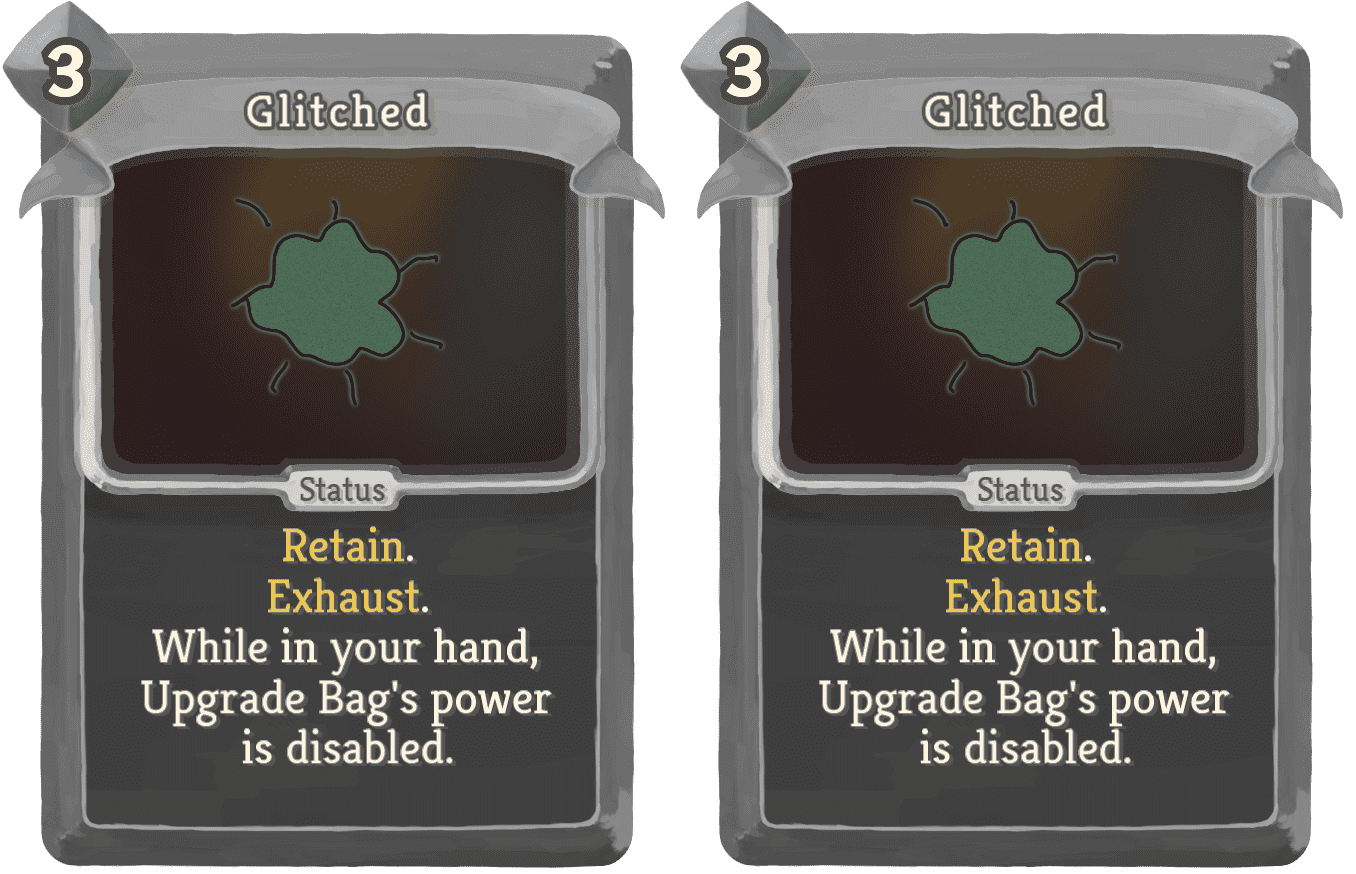 3
Glitched
Status
Retain.
Exhaust.
While in your hand,
Upgrade Bag's power
is disabled.
3
Glitched
Status
Retain.
Exhaust.
While in your hand,
Upgrade Bag's power
is disabled.